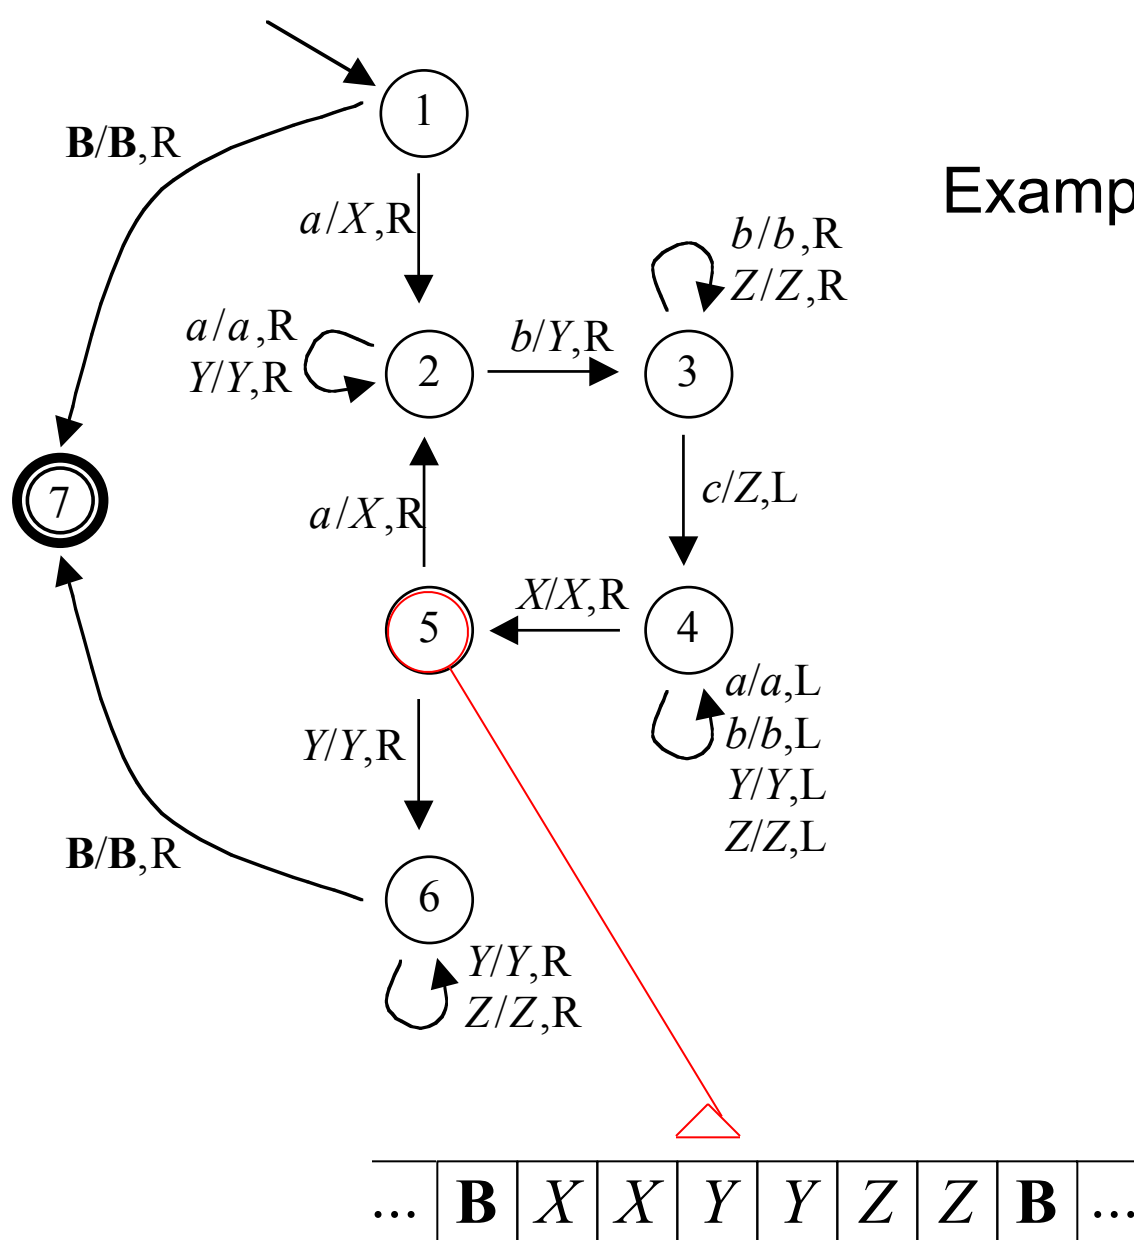 1
B/B,R
Examp
a/X,R
b/b,R
Z/Z,R
a/a,R
Y/Y,R
2
b/Y,R
3
7
a/X,R
c/Z,L
5
X/X,R
4
a/a,L
b/b,L
Y/Y,L
Z/Z,L
Y/Y,R
B/B,R
6
Y/Y,R
Z/Z,R
... B X X Y Y Z Z B ...